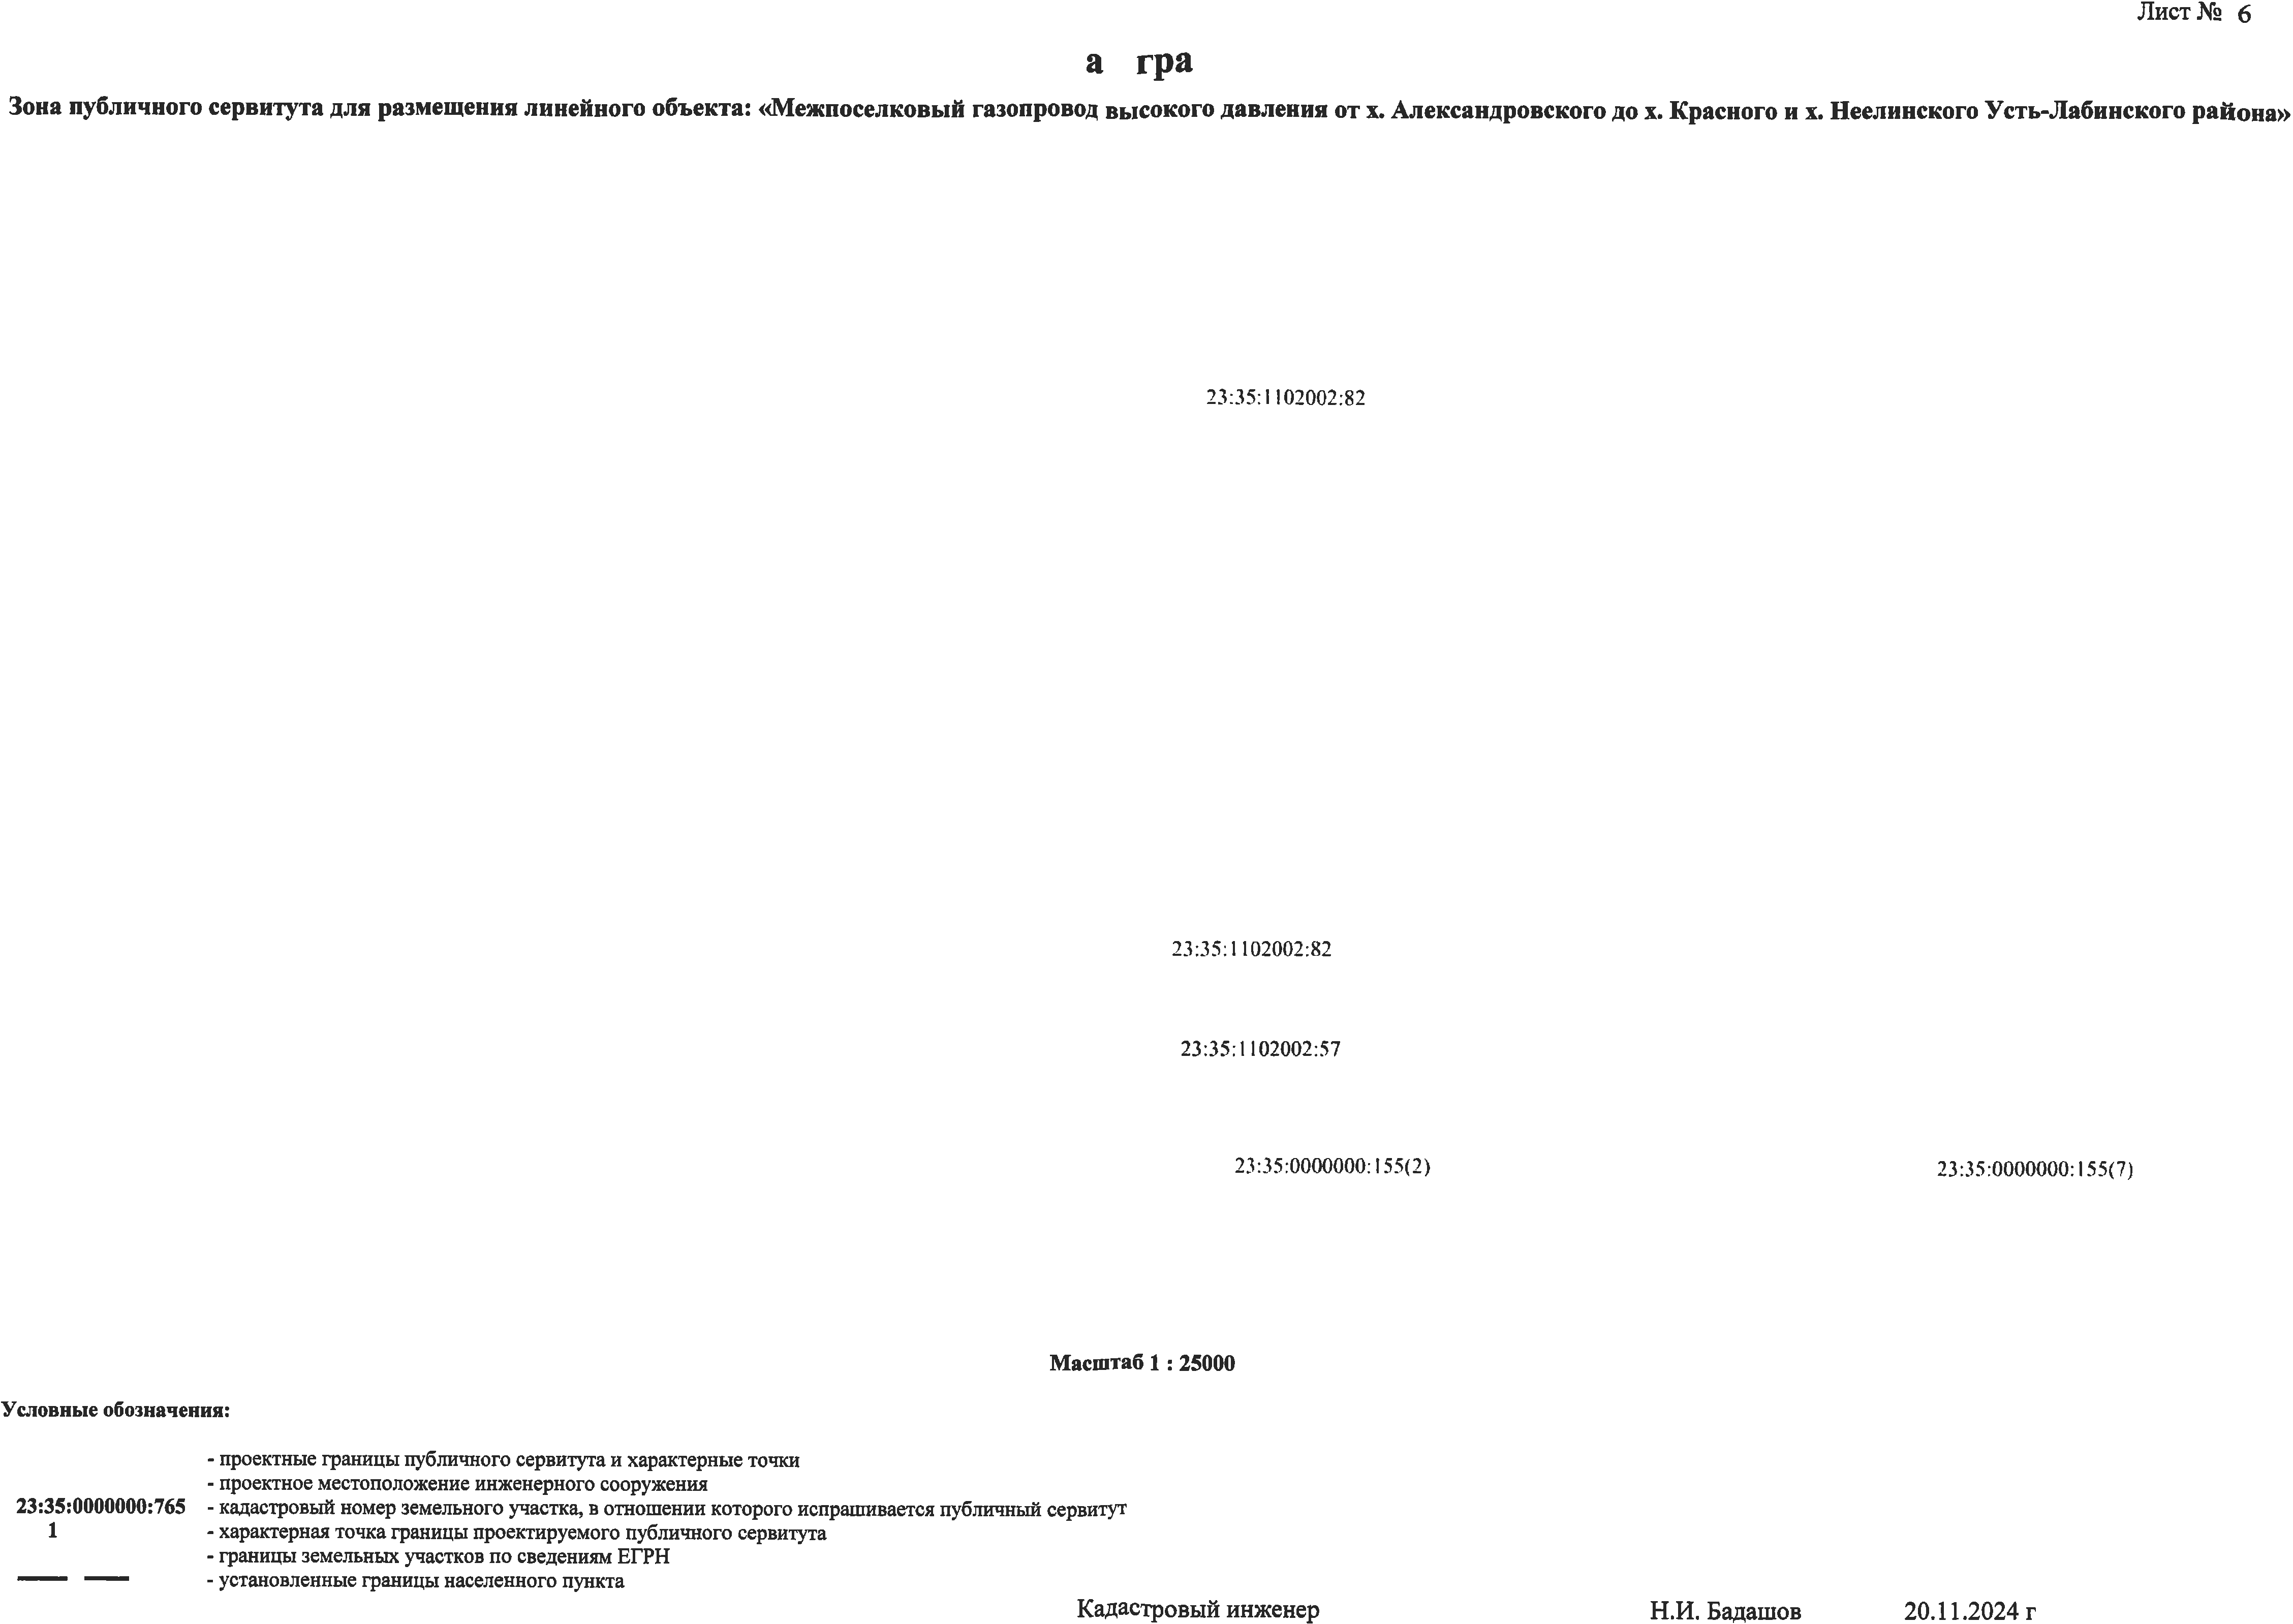 Лист № 6
а гра
Зона публичного сервитута для размещения линейного объекта: «Межпоселковый газопровод высокого давления от х. Александровского до х. Красного и х. Неелинского Усть-Лабинского района»
23:35:1102002:82
23:35:1102002:82
23:35:1102002:57
23:35:0000000:155(2) 23:35:0000000:155(7)
Масштаб 1 : 25000
Условные обозначения:
- проектные границы публичного сервитута и характерные точки
- проектное местоположение инженерного сооружения
23:35:0000000:765 - кадастровый номер земельного участка, в отношении которого испрашивается публичный сервитут
1 - характерная точка границы проектируемого публичного сервитута
- границы земельных участков по сведениям ЕГРН
- установленные границы населенного пункта
Кадастровый инженер Н.И. Бадашов 20.11.2024 г